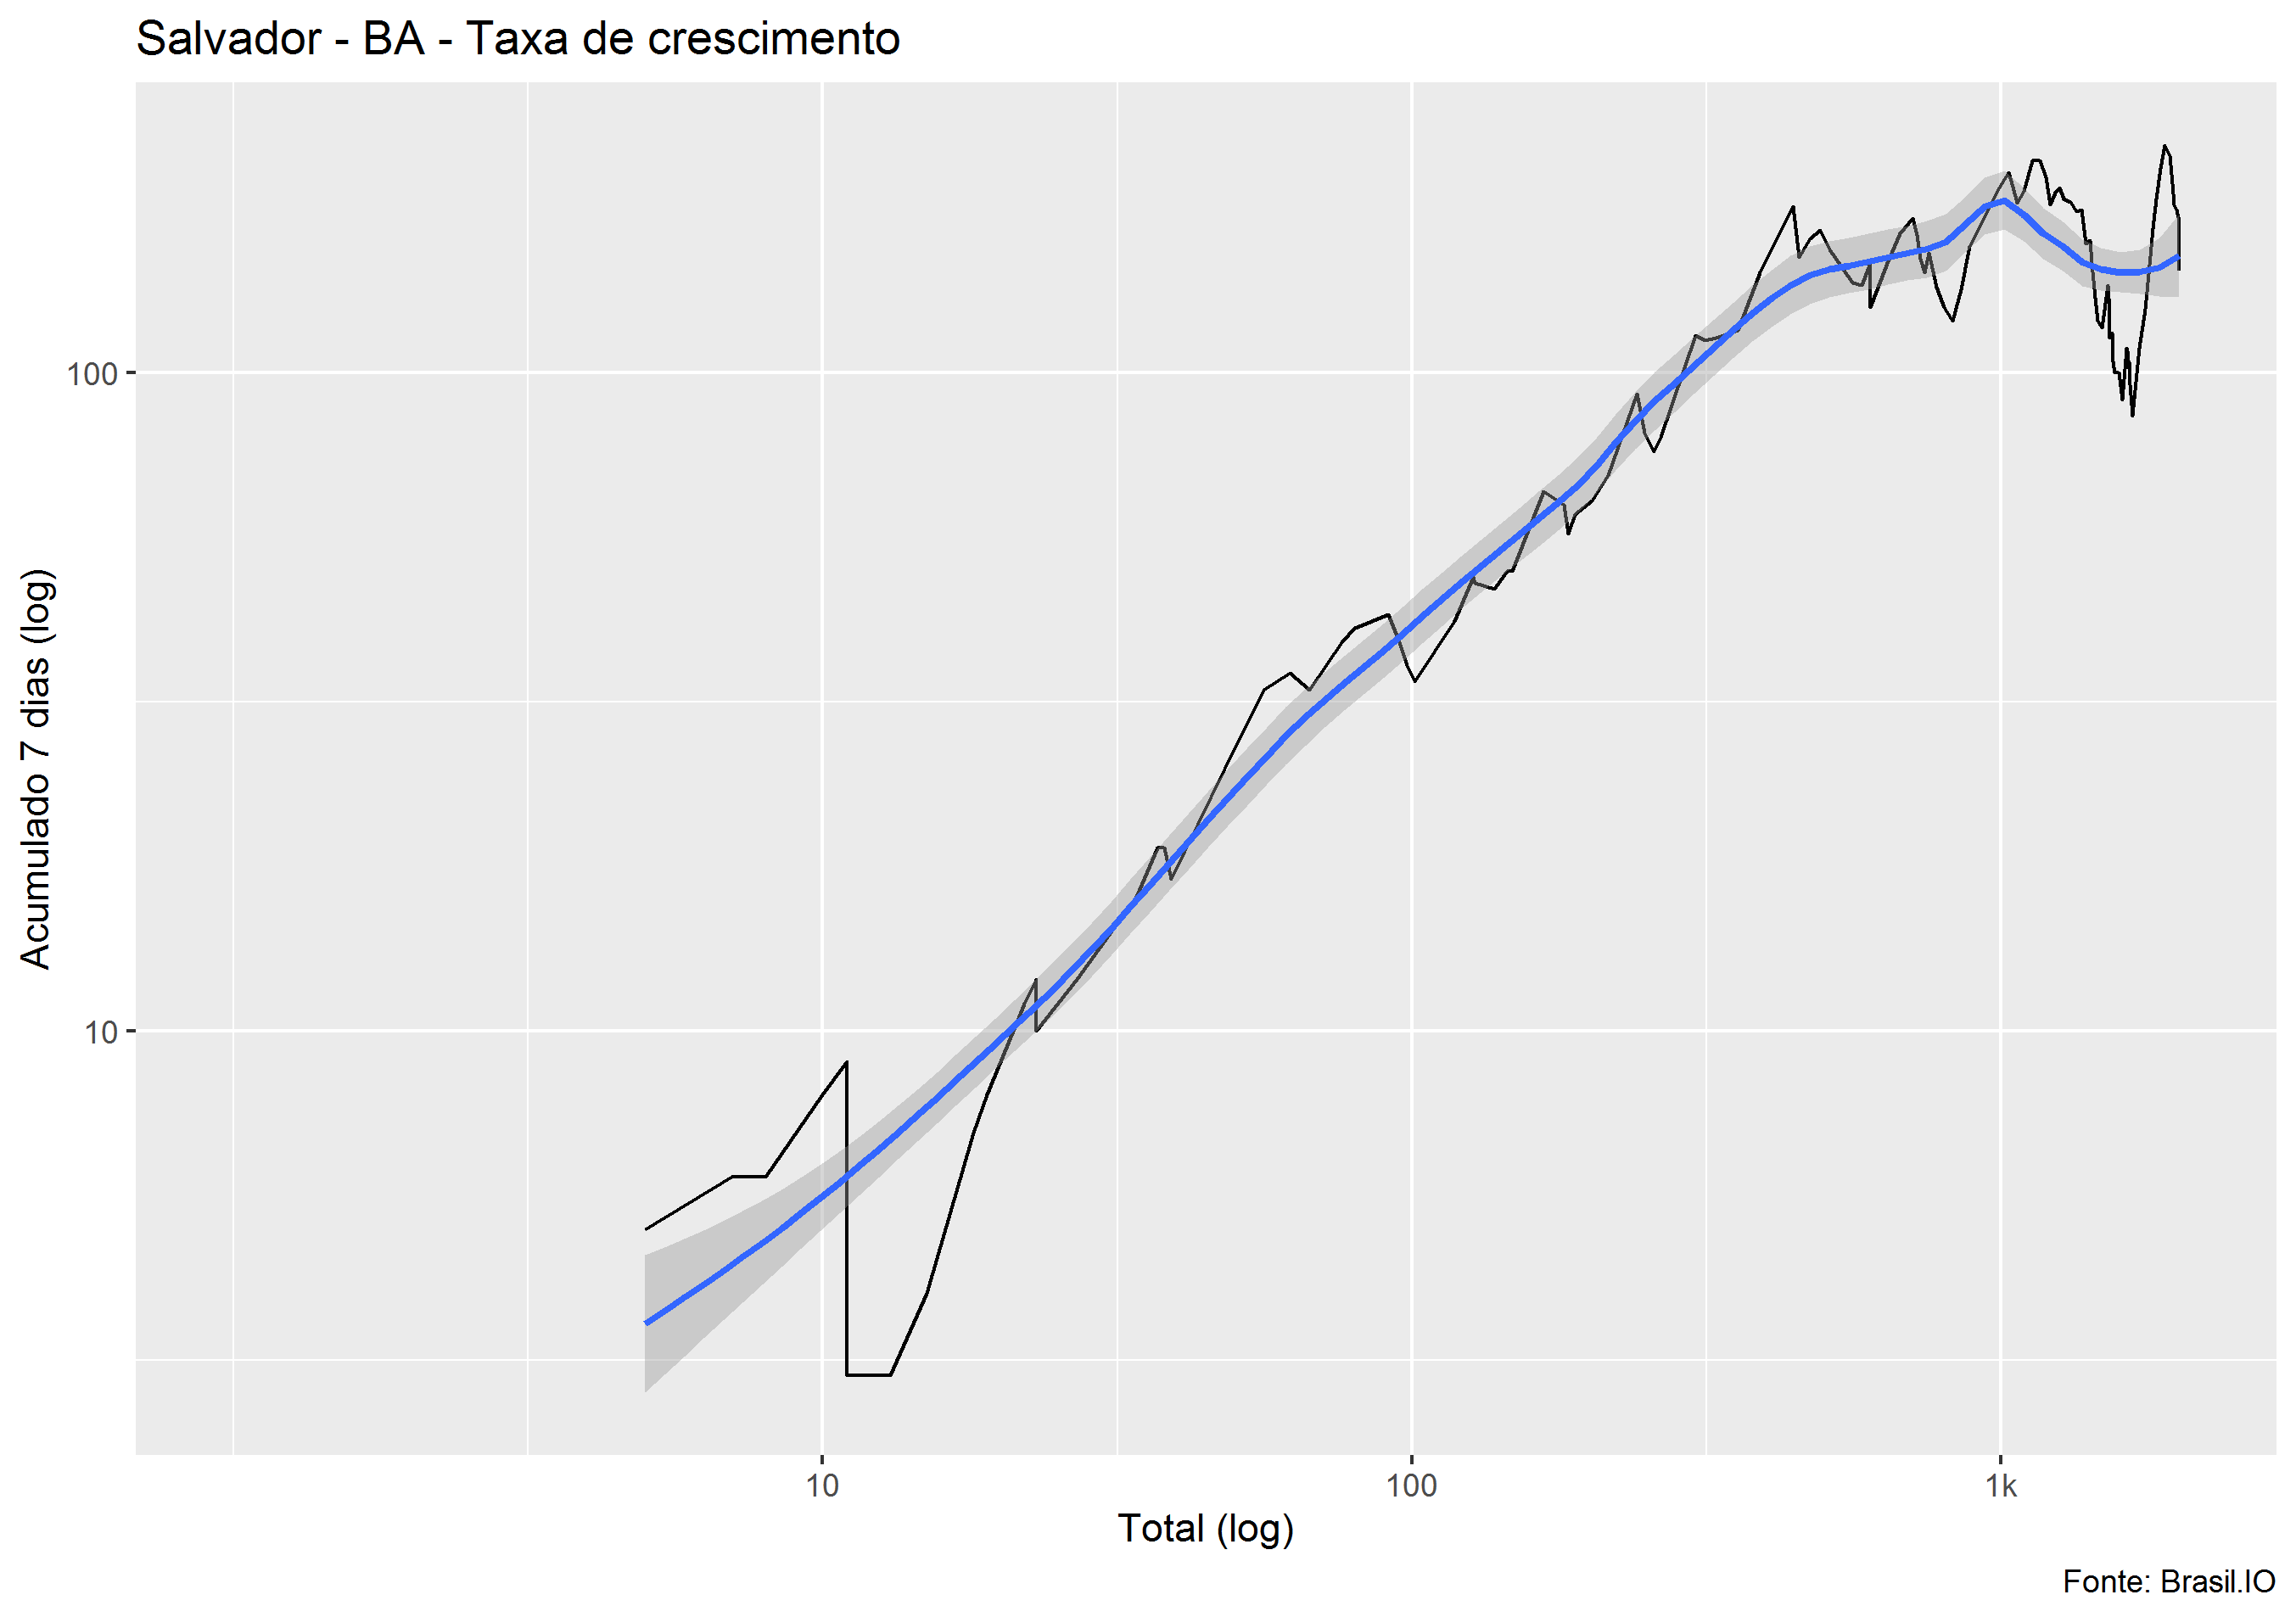 Salvador - BA - Taxa de crescimento
Acumulado 7 dias (log)
100
10
10
100
1k
Total (log)
Fonte: Brasil.IO